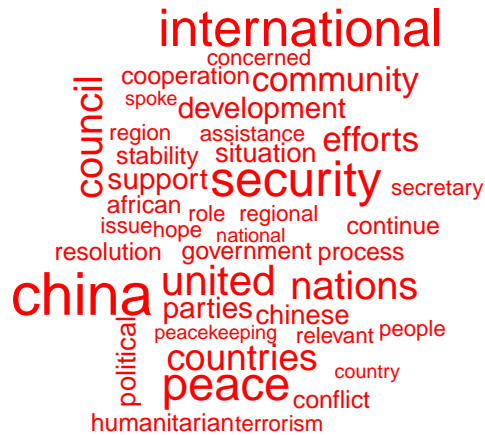 international
concerned
cooperation community
council
spoke development
region assistance efforts
stability situation
support security secretary
african role regional
issue hope national continue
resolution government process
china united nations
parties chinese
political
peacekeeping relevant people
countries country
peace conflict
humanitarian terrorism